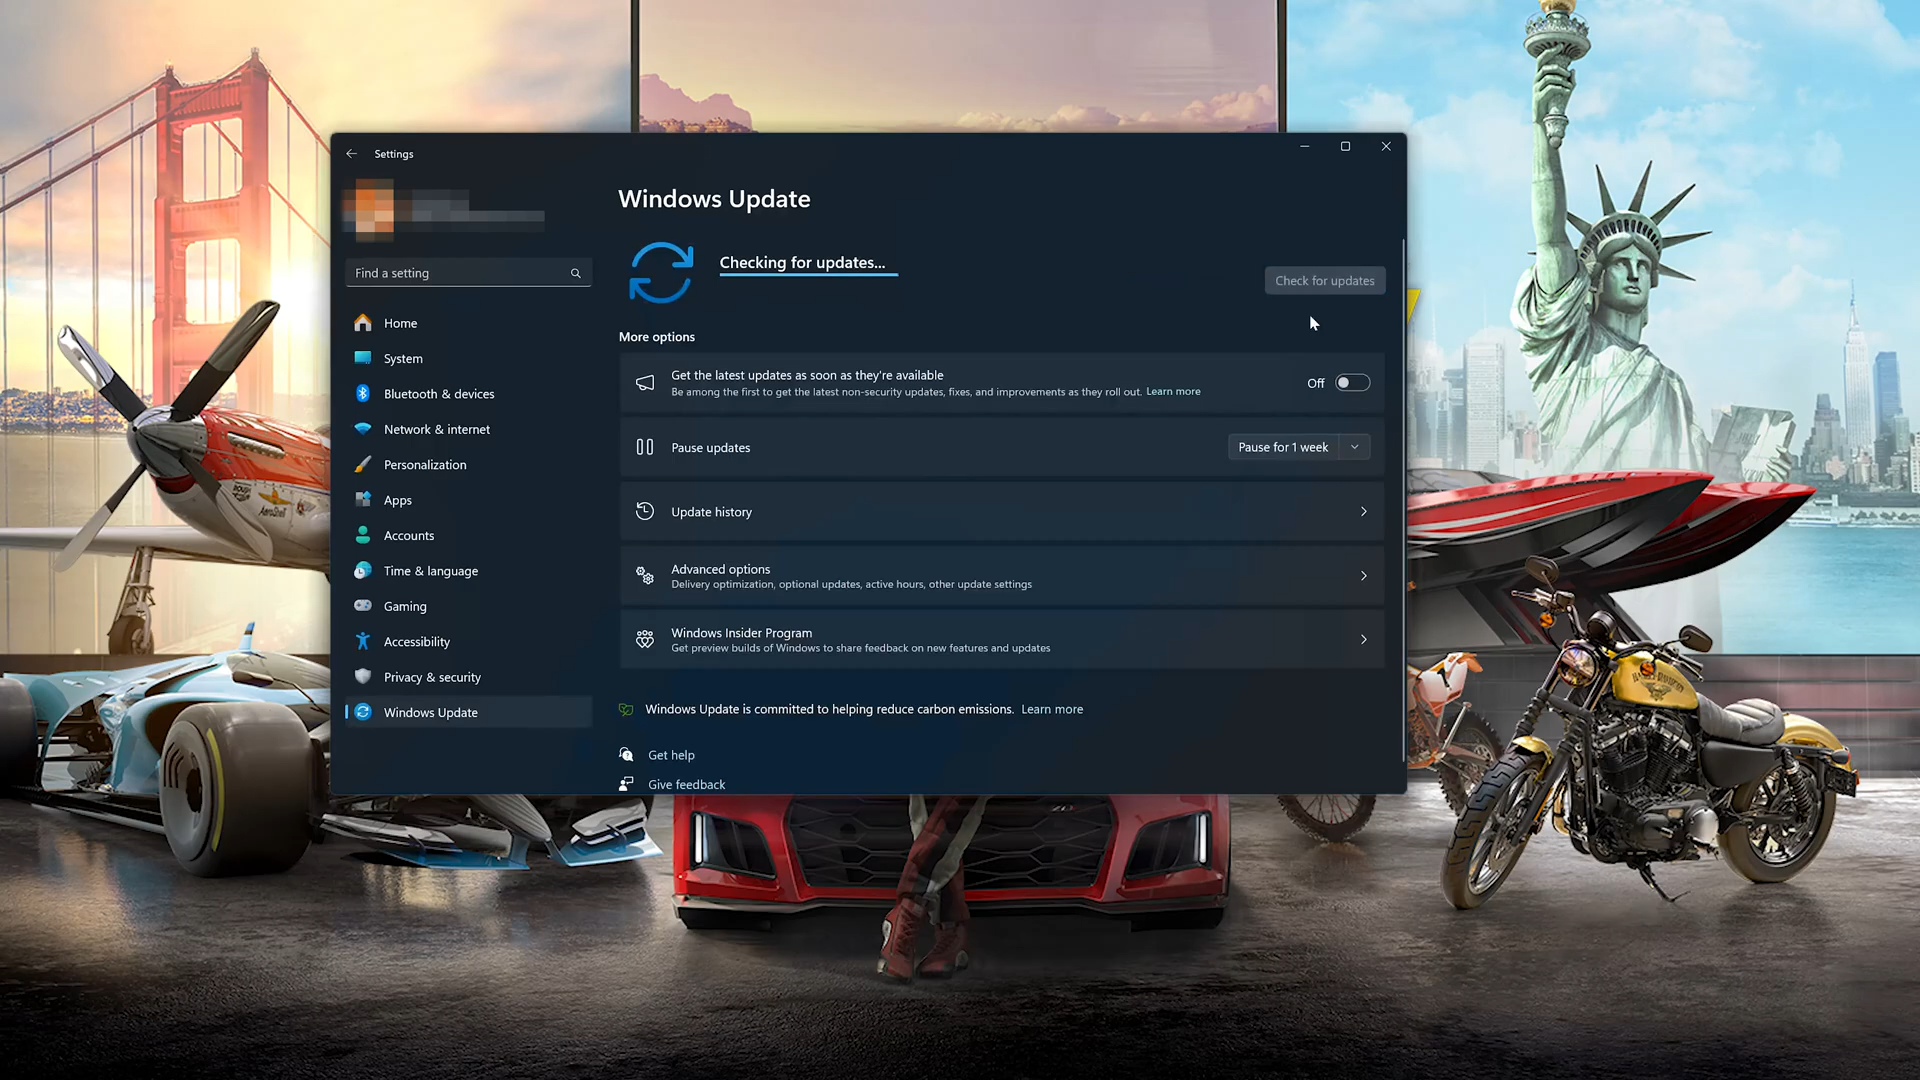 Settings
Windows Update
Checking for updates...
Check for updates
Find a setting
Home
System
Bluetooth & devices
Network & internet
Personalization
Apps
Accounts
Time & language
Gaming
Accessibility
Privacy & security
Windows Update
More options
Get the latest updates as soon as they're available
Be among the first to get the latest non-security updates, fixes, and improvements as they roll out. Learn more
Off
Pause updates
Pause for 1 week
Update history
Advanced options
Delivery optimization, optional updates, active hours, other update settings
Windows Insider Program
Get preview builds of Windows to share feedback on new features and updates
Windows Update is committed to helping reduce carbon emissions. Learn more
Get help
Give feedback
AeroShell